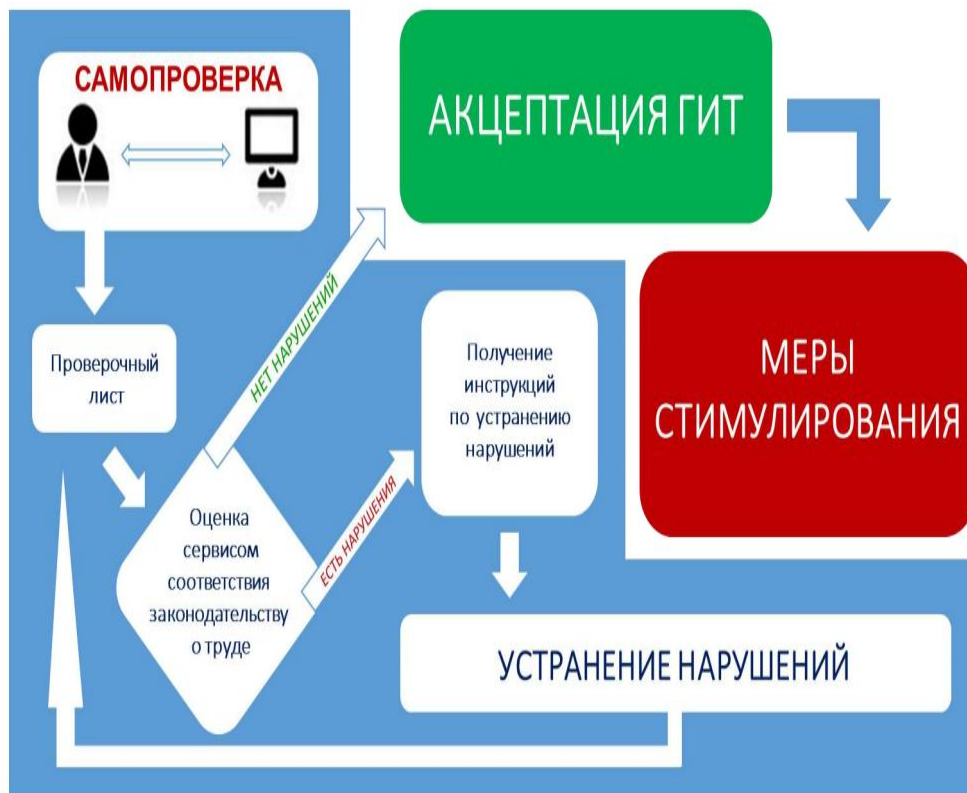 САМОПРОВЕРКА
АКЦЕПТАЦИЯ ГИТ
Проверочный
лист
НЕТ НАРУШЕНИЙ
Оценка
сервисом
соответствия
законодательству
о труде
ЕСТЬ НАРУШЕНИЯ
Получение
инструкций
по устранению
нарушений
МЕРЫ
СТИМУЛИРОВАНИЯ
УСТРАНЕНИЕ НАРУШЕНИЙ